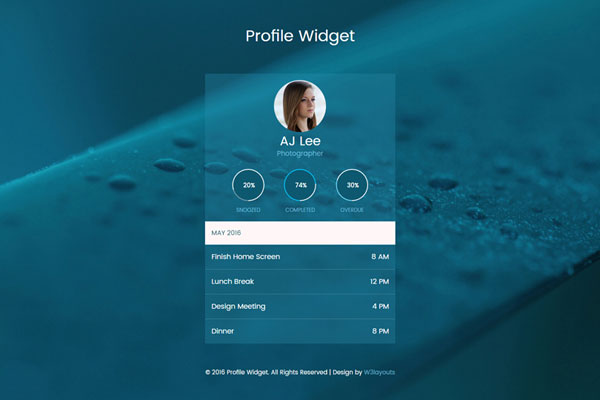 Profile Widget
AJ Lee
Photographer
20% 74% 30%
SNOOZED COMPLETED OVERDUE
MAY 2016
Finish Home Screen 8 AM
Lunch Break 12 PM
Design Meeting 4 PM
Dinner 8 PM
© 2016 Profile Widget. All Rights Reserved | Design by W3layouts